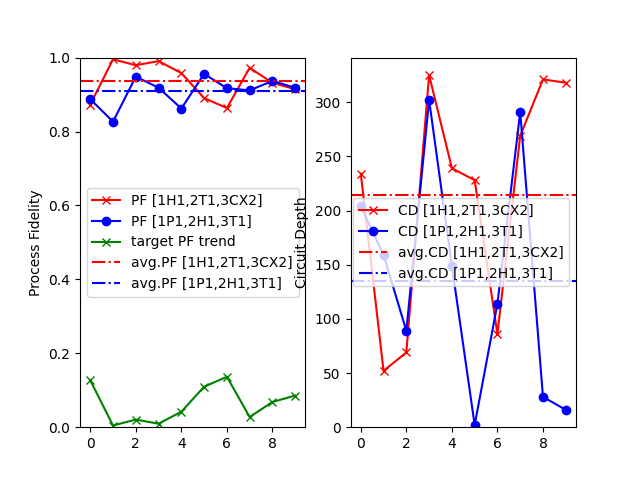 Process Fidelity
1.0
0.8
0.6
0.4
0.2
0.0
0
2
4
6
8
PF [1H1,2T1,3CX2]
PF [1P1,2H1,3T1]
target PF trend
avg.PF [1H1,2T1,3CX2]
avg.PF [1P1,2H1,3T1]
Circuit Depth
300
250
200
150
100
50
0
0
2
4
6
8
CD [1H1,2T1,3CX2]
CD [1P1,2H1,3T1]
avg.CD [1H1,2T1,3CX2]
avg.CD [1P1,2H1,3T1]